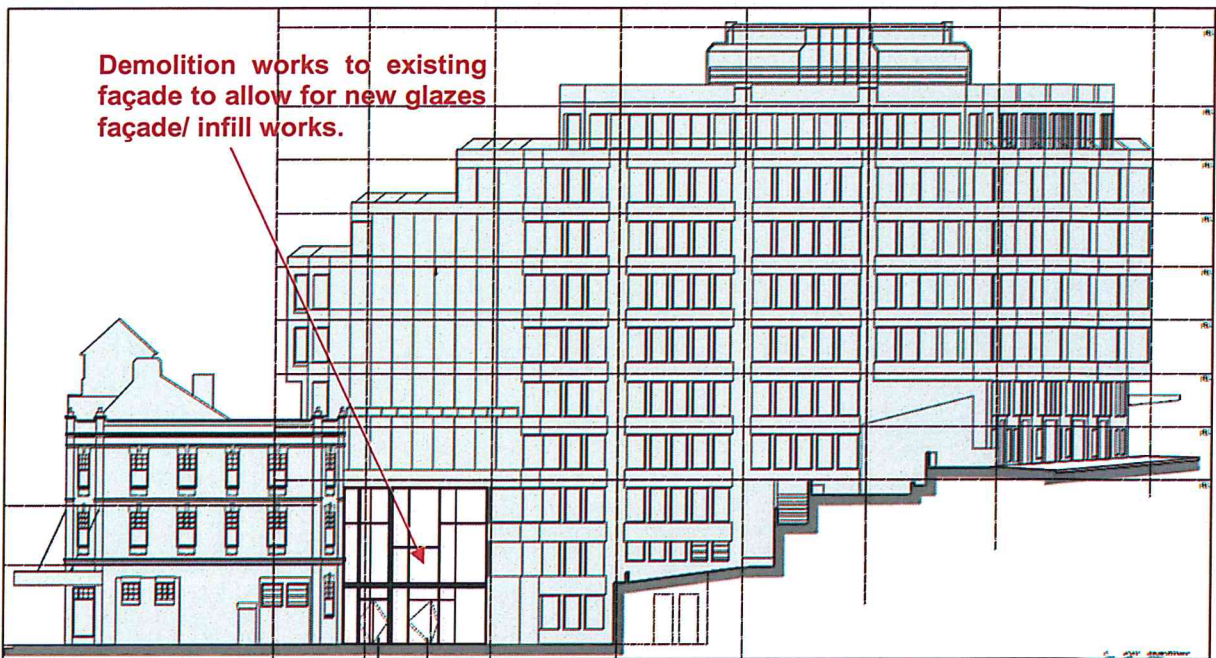 Demolition works to existing
façade to allow for new glazes
façade/ infill works.